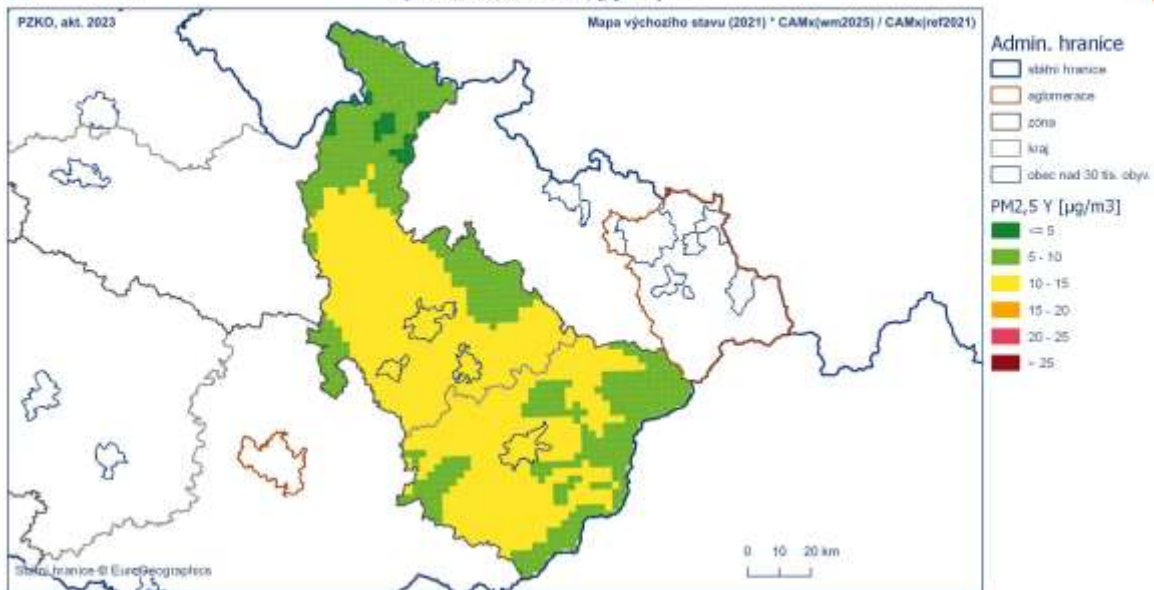 PZKO, akt. 2023
Mapa výchozího stavu (2021) * CAMx(wm2025) / CAMx(ref2021)
Admin. hranice
státní hranice
aglomerace
zóna
kraj
obec nad 30 tis. obyv.
PM2,5 Y [µg/m3]
<= 5
5 - 10
10 - 15
15 - 20
20 - 25
> 25
0 10 20 km
Státní hranice © EuroGeographics